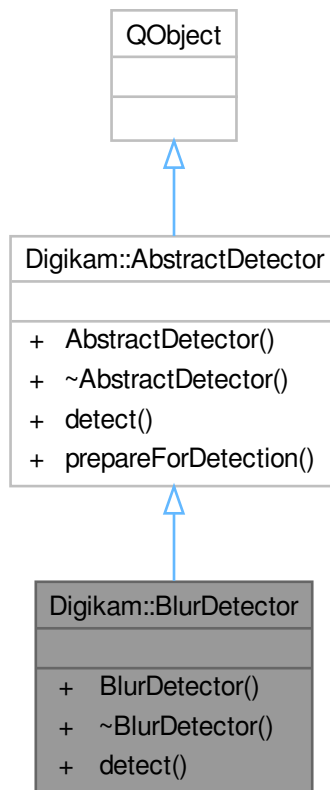 QObject
Digikam::AbstractDetector
+ AbstractDetector()
+ ~AbstractDetector()
+ detect()
+ prepareForDetection()
Digikam::BlurDetector
+ BlurDetector()
+ ~BlurDetector()
+ detect()